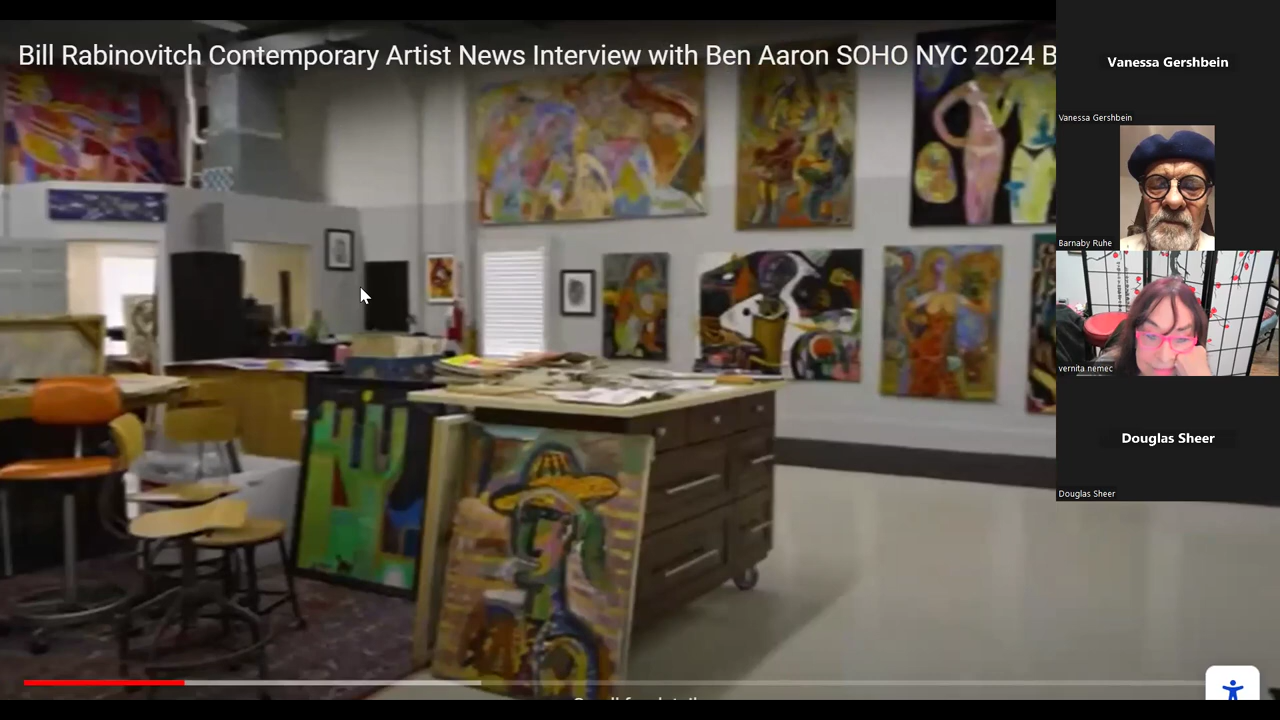 Bill Rabinovitch Contemporary Artist News Interview with Ben Aaron SOHO NYC 2024 B
Vanessa Gershbein
Vanessa Gershbein
Barnaby Ruhe
vernita nemec
Douglas Sheer
Douglas Sheer